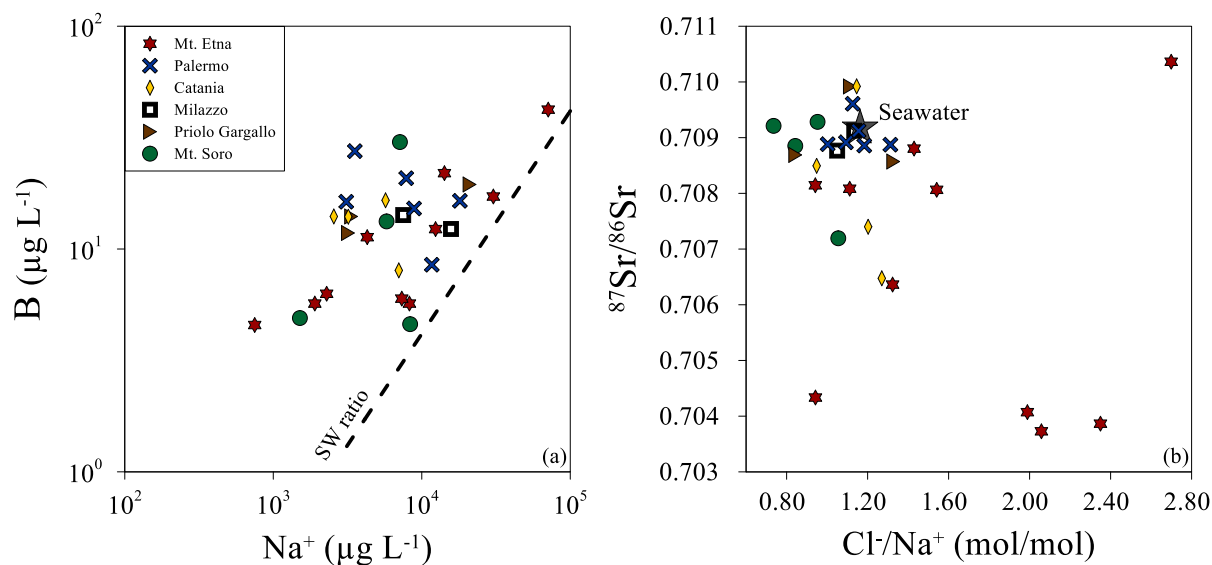 10²
10¹
10⁰
B (µg L⁻¹)
Mt. Etna
Palermo
Catania
Milazzo
Priolo Gargallo
Mt. Soro
SW ratio
(a)
10²
10³
10⁴
10⁵
Na⁺ (µg L⁻¹)
0.711
0.710
0.709
0.708
0.707
0.706
0.705
0.704
0.703
⁸⁷Sr/⁸⁶Sr
Seawater
(b)
0.80
1.20
1.60
2.00
2.40
2.80
Cl⁻/Na⁺ (mol/mol)